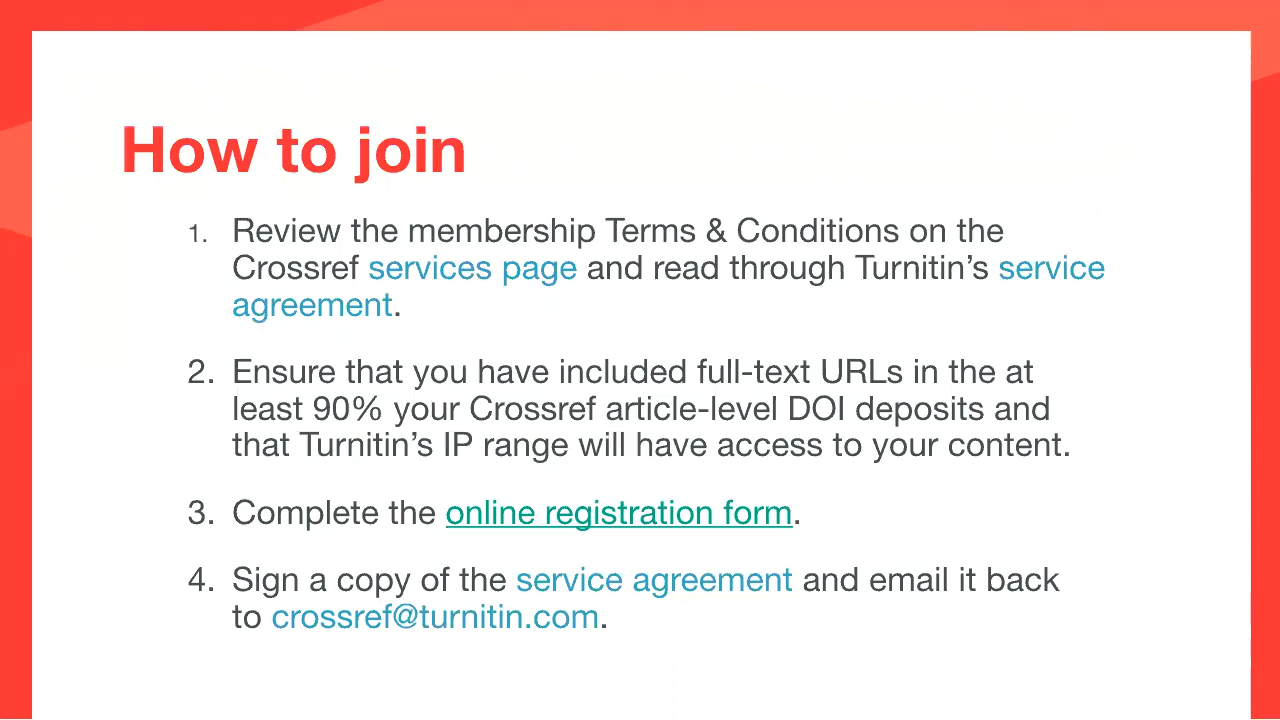 How to join
1. Review the membership Terms & Conditions on the
Crossref services page and read through Turnitin’s service
agreement.
2. Ensure that you have included full-text URLs in the at
least 90% your Crossref article-level DOI deposits and
that Turnitin’s IP range will have access to your content.
3. Complete the online registration form.
4. Sign a copy of the service agreement and email it back
to crossref@turnitin.com.